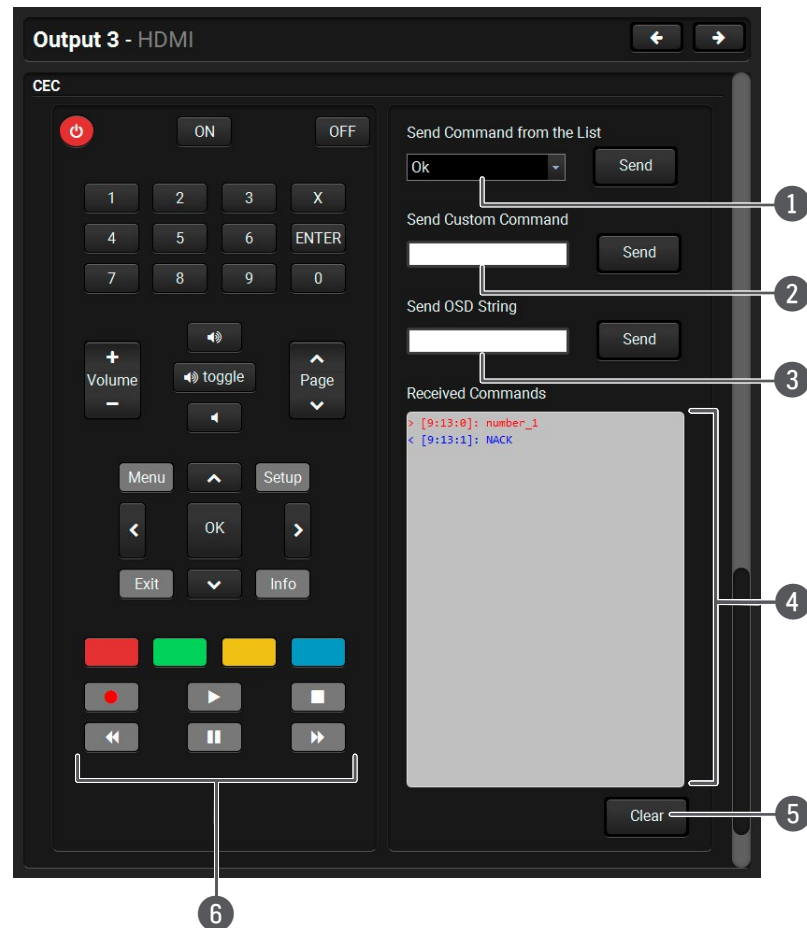 Output 3 - HDMI
CEC
ON OFF
1 2 3 X
4 5 6 ENTER
7 8 9 0
+
Volume
−
toggle
Page
Menu Setup
OK
Exit Info
Send Command from the List
Ok Send
Send Custom Command
Send
Send OSD String
Send
Received Commands
> [9:13:0]: number_1
< [9:13:1]: NACK
Clear
1
2
3
4
5
6